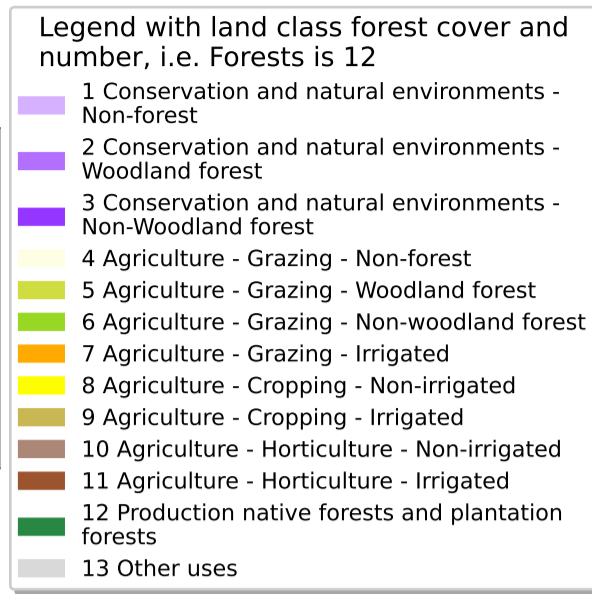 Legend with land class forest cover and
number, i.e. Forests is 12
1 Conservation and natural environments -
Non-forest
2 Conservation and natural environments -
Woodland forest
3 Conservation and natural environments -
Non-Woodland forest
4 Agriculture - Grazing - Non-forest
5 Agriculture - Grazing - Woodland forest
6 Agriculture - Grazing - Non-woodland forest
7 Agriculture - Grazing - Irrigated
8 Agriculture - Cropping - Non-irrigated
9 Agriculture - Cropping - Irrigated
10 Agriculture - Horticulture - Non-irrigated
11 Agriculture - Horticulture - Irrigated
12 Production native forests and plantation
forests
13 Other uses